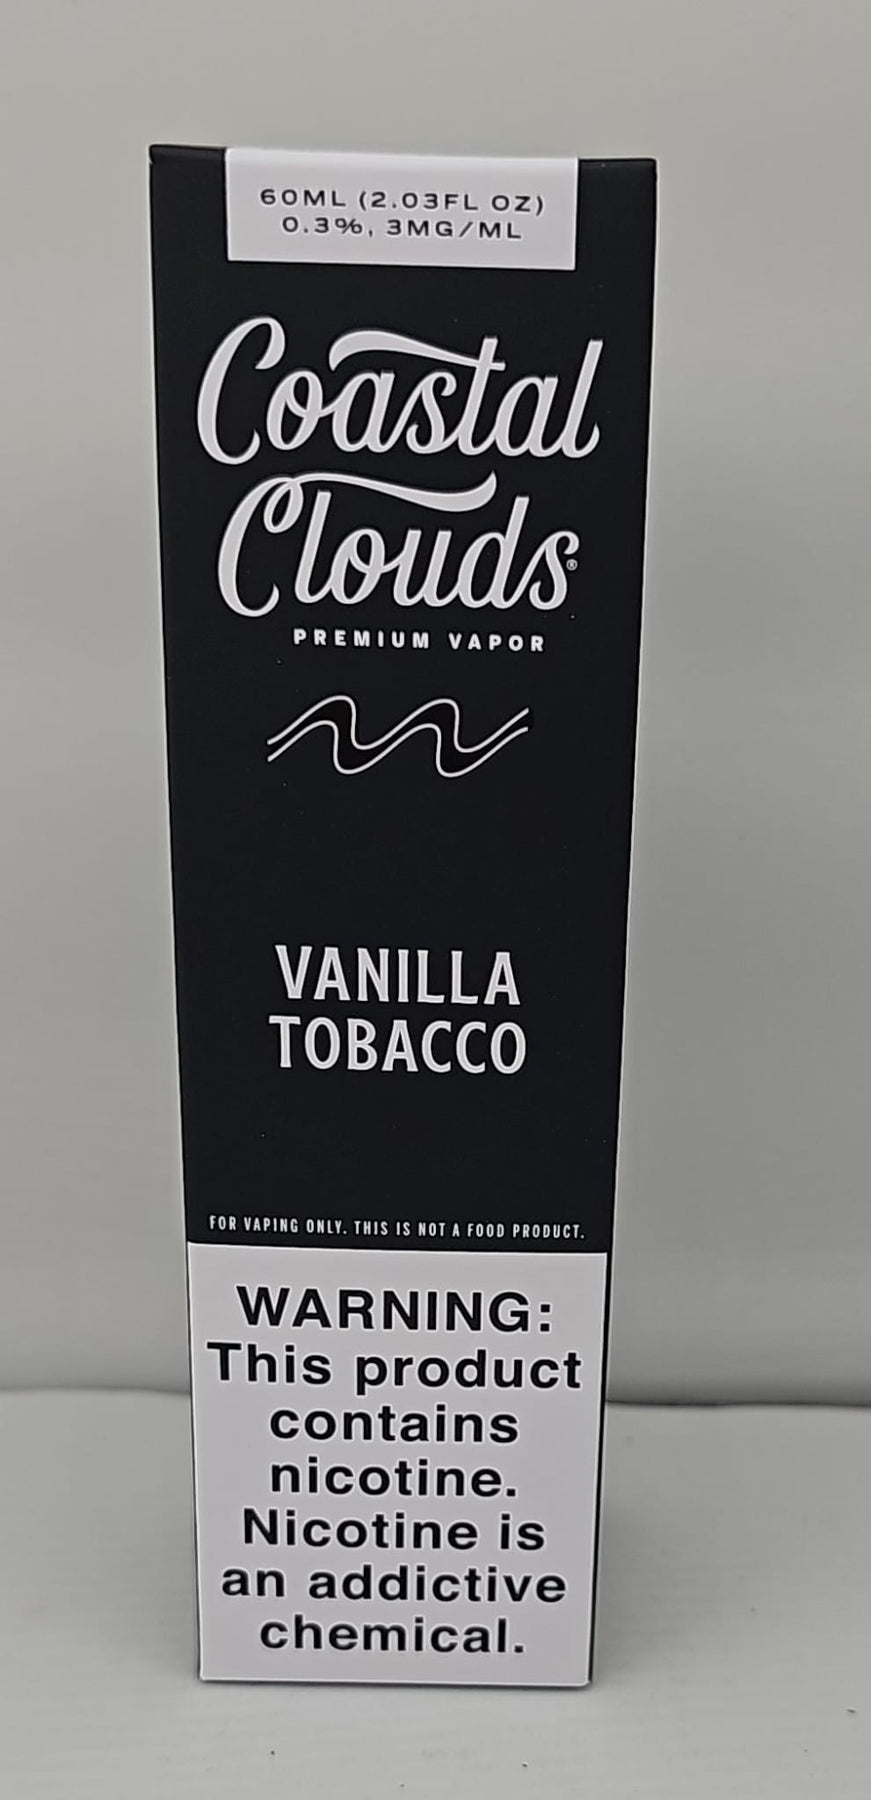 60ML (2.03FL OZ)
0.3%, 3MG/ML
Coastal
Clouds®
PREMIUM VAPOR
VANILLA
TOBACCO
FOR VAPING ONLY. THIS IS NOT A FOOD PRODUCT.
WARNING:
This product
contains
nicotine.
Nicotine is
an addictive
chemical.